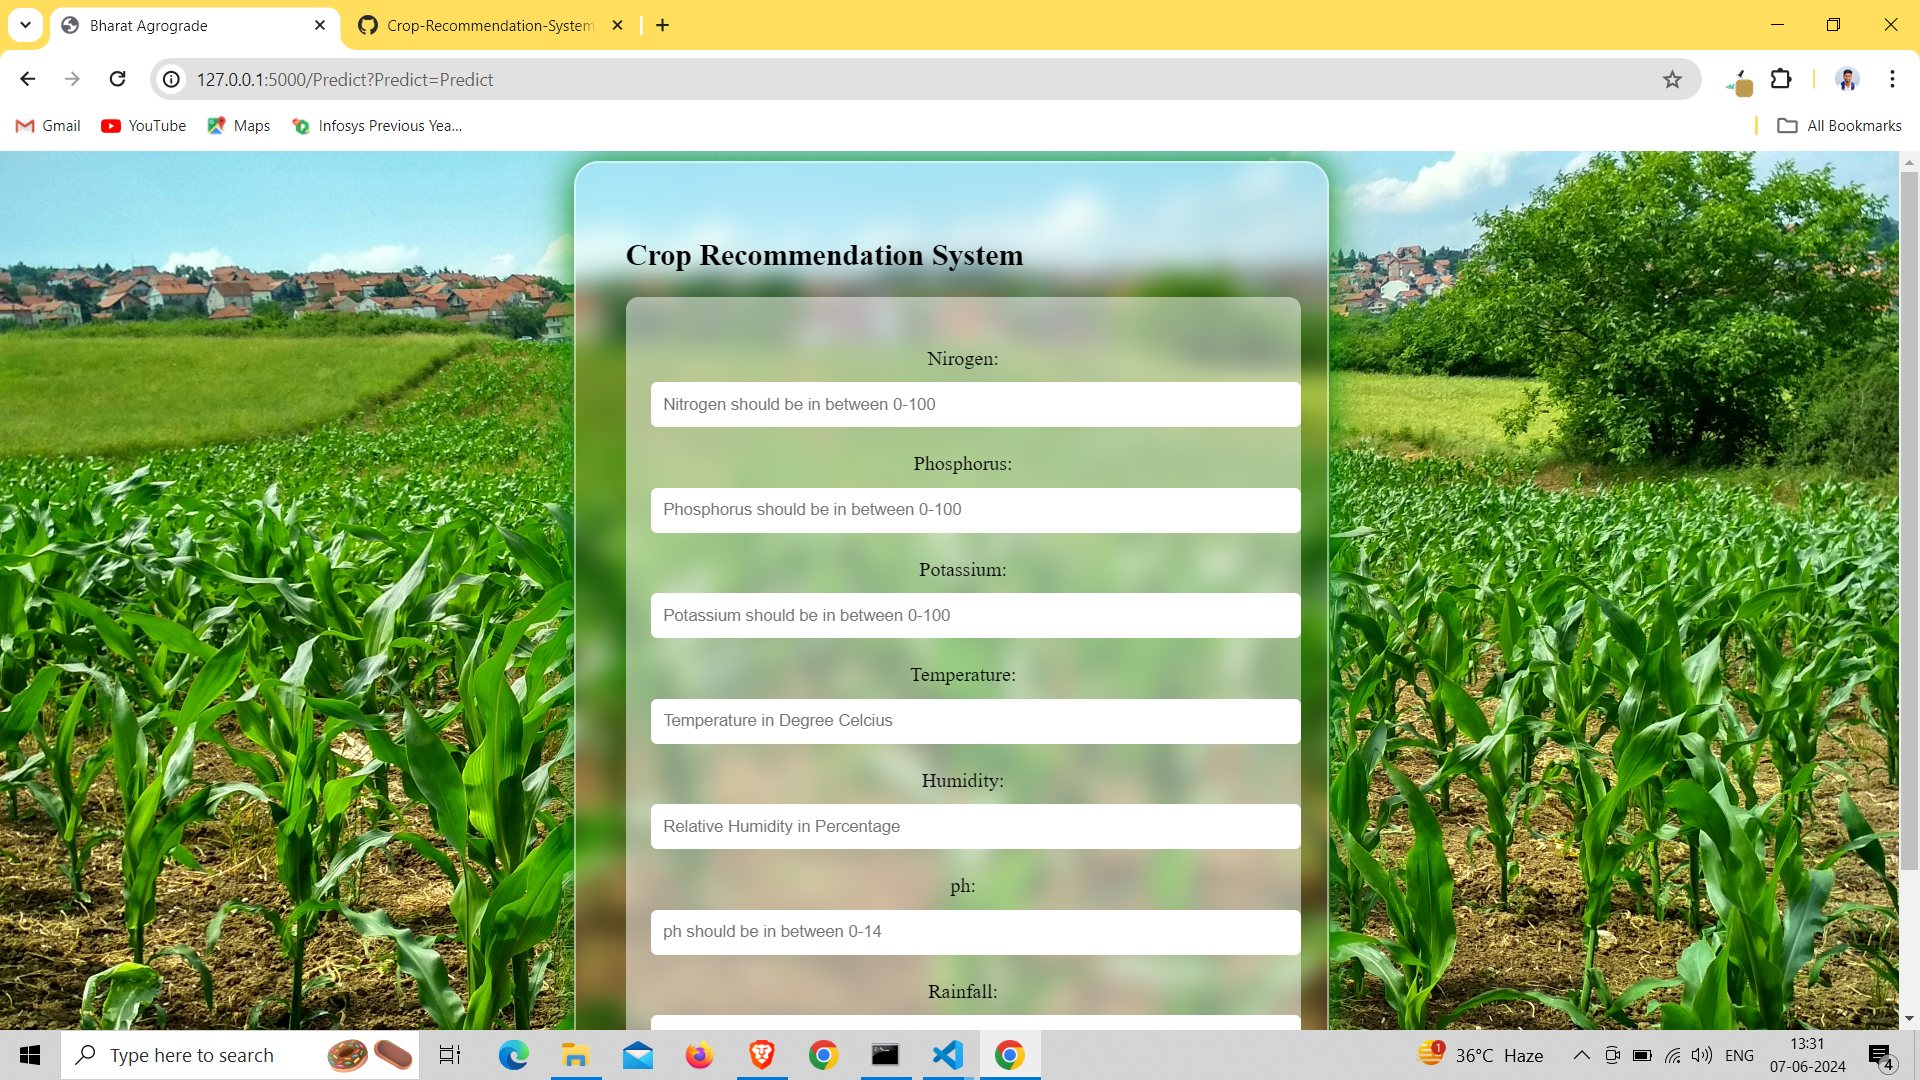 Bharat Agrograde
Crop-Recommendation-System
127.0.0.1:5000/Predict?Predict=Predict
Gmail
YouTube
Maps
Infosys Previous Yea...
All Bookmarks
Crop Recommendation System
Nirogen:
Nitrogen should be in between 0-100
Phosphorus:
Phosphorus should be in between 0-100
Potassium:
Potassium should be in between 0-100
Temperature:
Temperature in Degree Celcius
Humidity:
Relative Humidity in Percentage
ph:
ph should be in between 0-14
Rainfall:
Type here to search
1
36°C Haze
ENG
13:31
07-06-2024
4